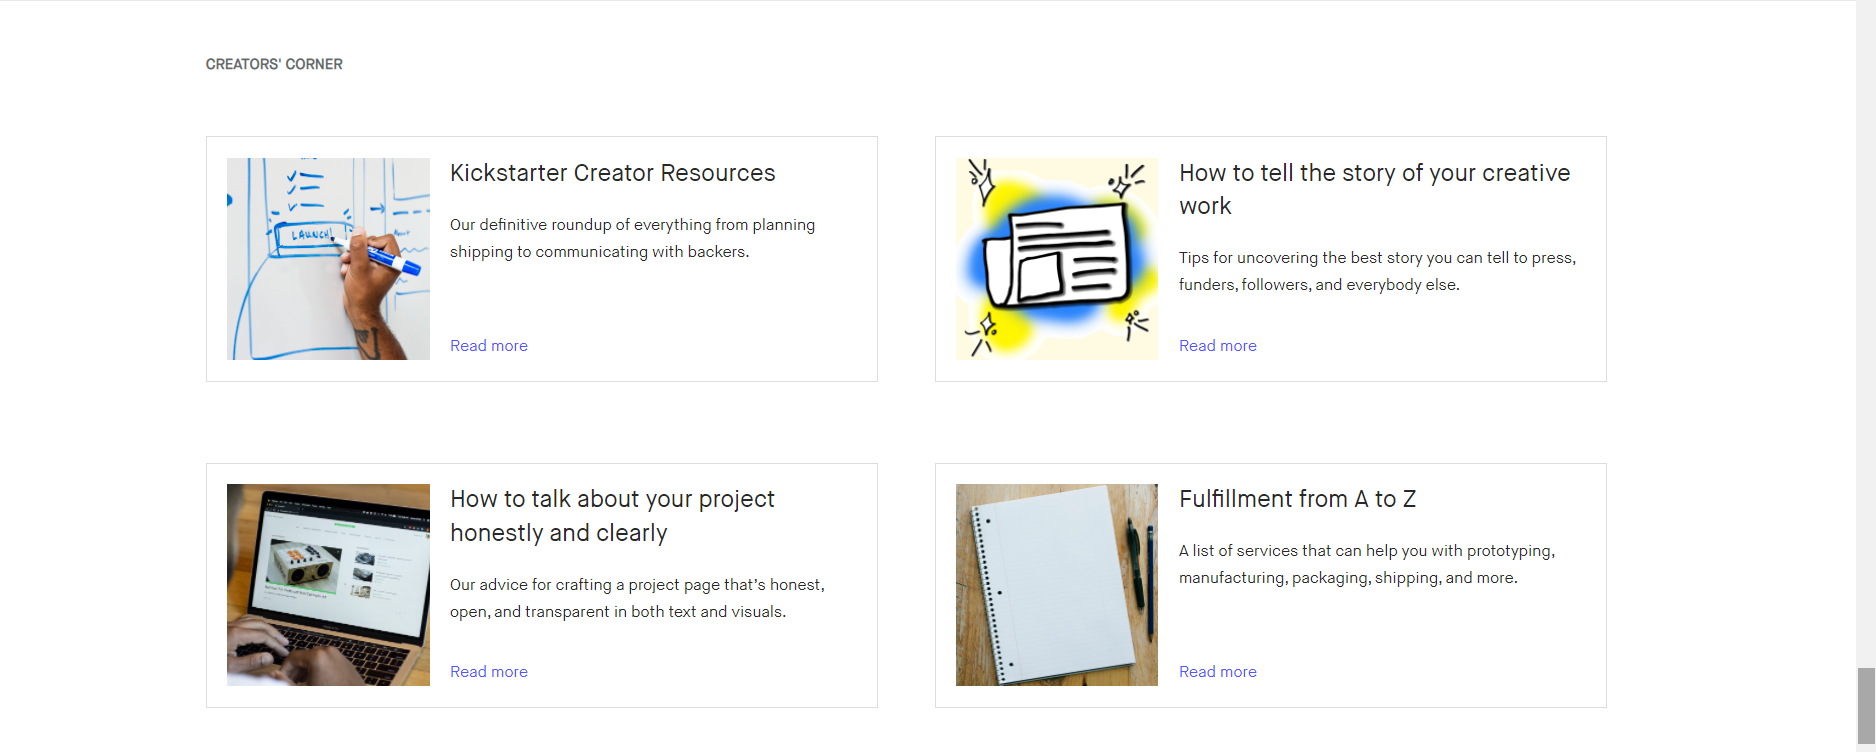 CREATORS' CORNER
LAUNCH!
Kickstarter Creator Resources
Our definitive roundup of everything from planning
shipping to communicating with backers.
Read more
How to tell the story of your creative
work
Tips for uncovering the best story you can tell to press,
funders, followers, and everybody else.
Read more
How to talk about your project
honestly and clearly
Our advice for crafting a project page that's honest,
open, and transparent in both text and visuals.
Read more
Fulfillment from A to Z
A list of services that can help you with prototyping,
manufacturing, packaging, shipping, and more.
Read more